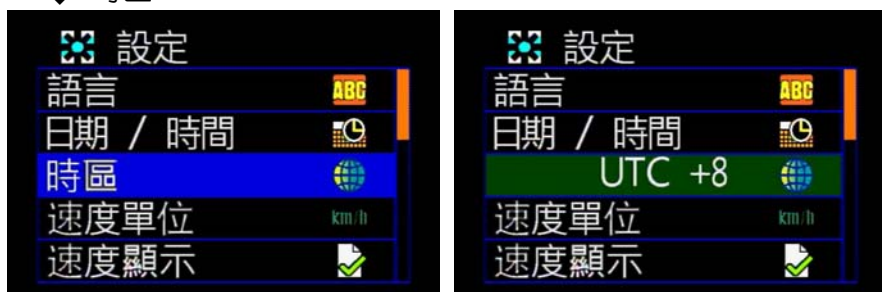 設定
語言 ABC
日期 / 時間
時區
速度單位 km/h
速度顯示
設定
語言 ABC
日期 / 時間
UTC +8
速度單位 km/h
速度顯示